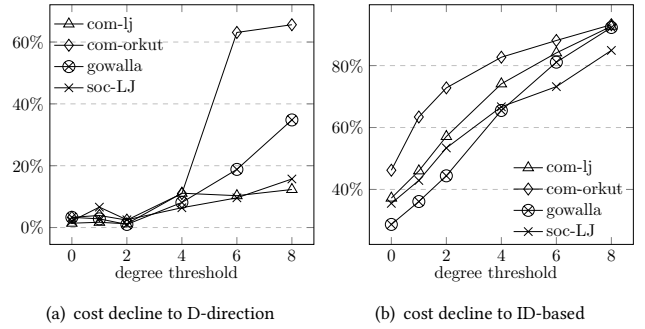 com-lj
com-orkut
gowalla
soc-LJ
60%
40%
20%
0%
0 2 4 6 8
degree threshold
(a) cost decline to D-direction
80%
60%
40%
com-lj
com-orkut
gowalla
soc-LJ
0 2 4 6 8
degree threshold
(b) cost decline to ID-based